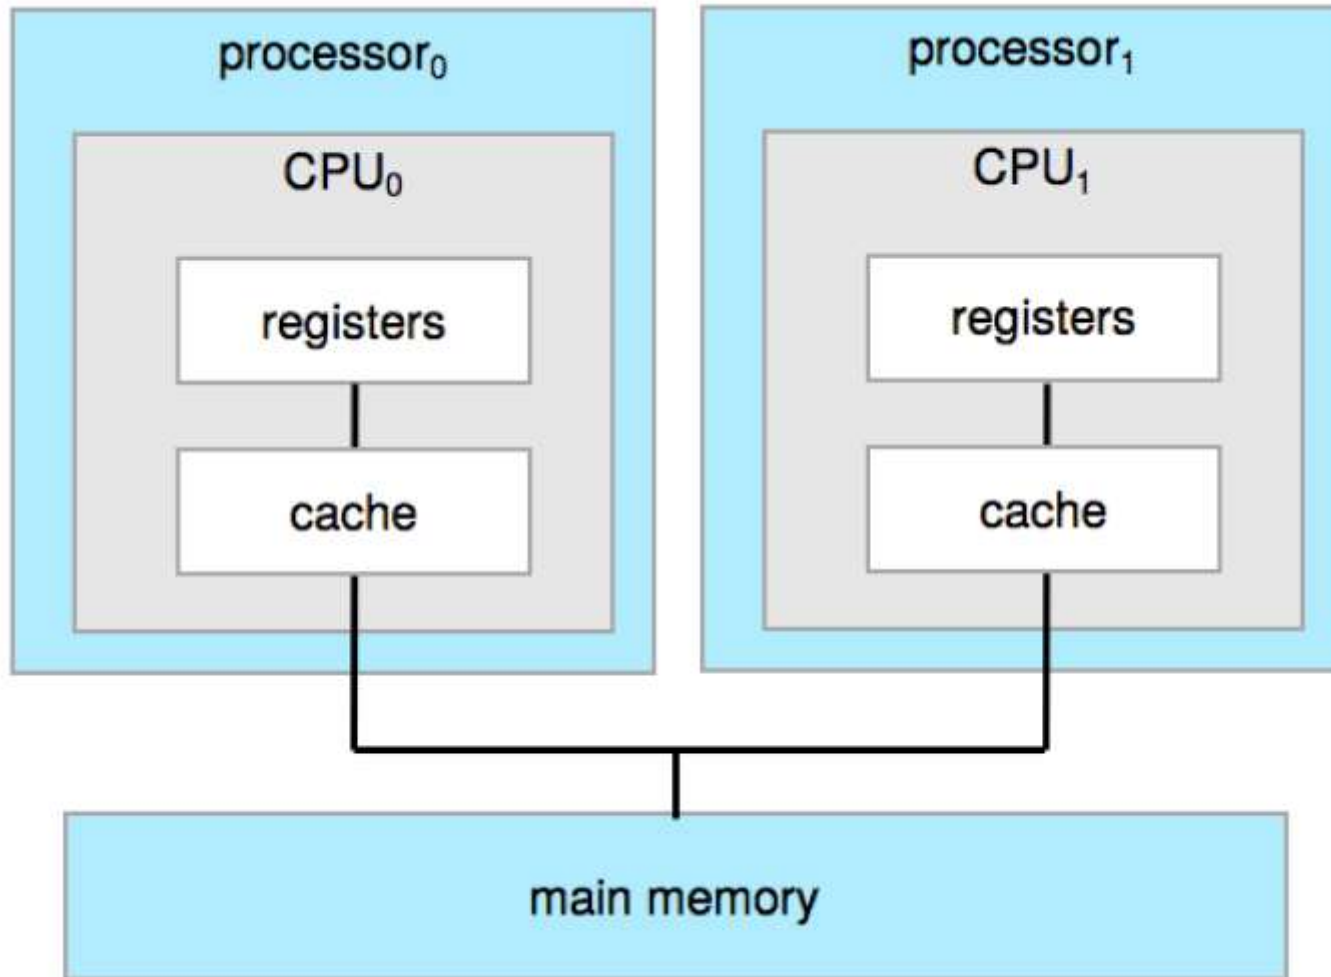 processor₀
CPU₀
registers
cache
processor₁
CPU₁
registers
cache
main memory